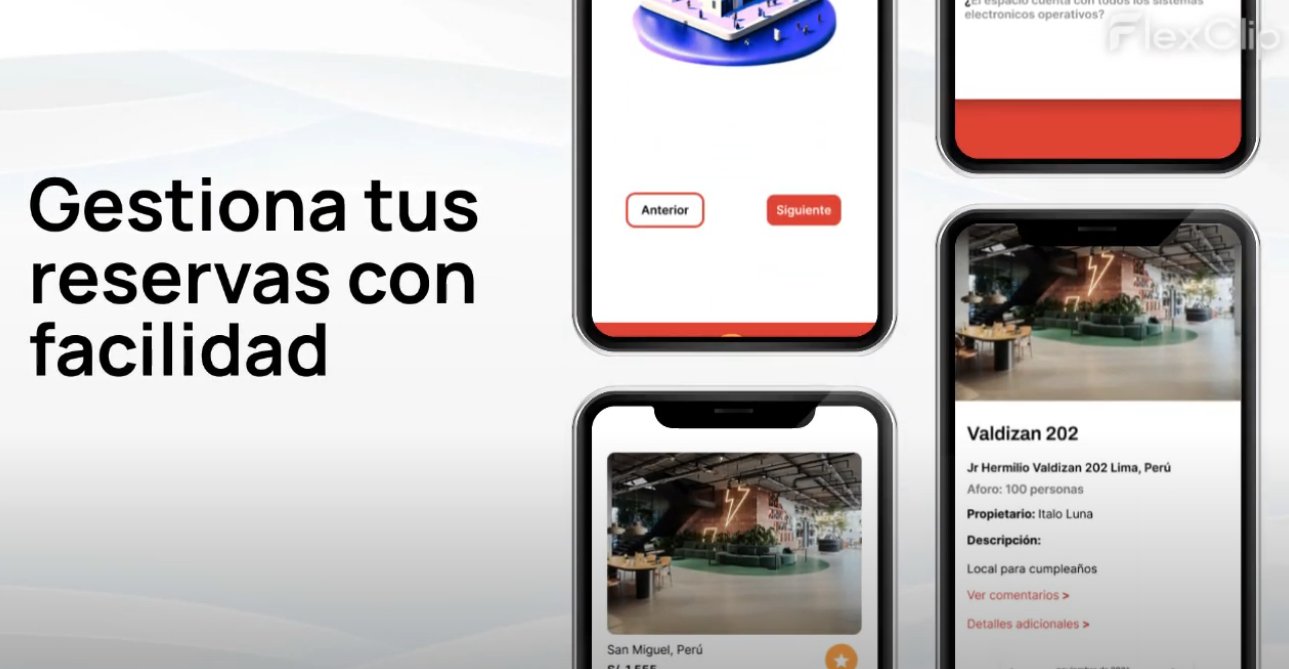 Gestiona tus
reservas con
facilidad
Anterior
Siguiente
¿El espacio cuenta con todos los sistemas
electronicos operativos?
FlexClip
San Miguel, Perú
S/. 1,555
Valdizan 202
Jr Hermilio Valdizan 202 Lima, Perú
Aforo: 100 personas
Propietario: Italo Luna
Descripción:
Local para cumpleaños
Ver comentarios >
Detalles adicionales >